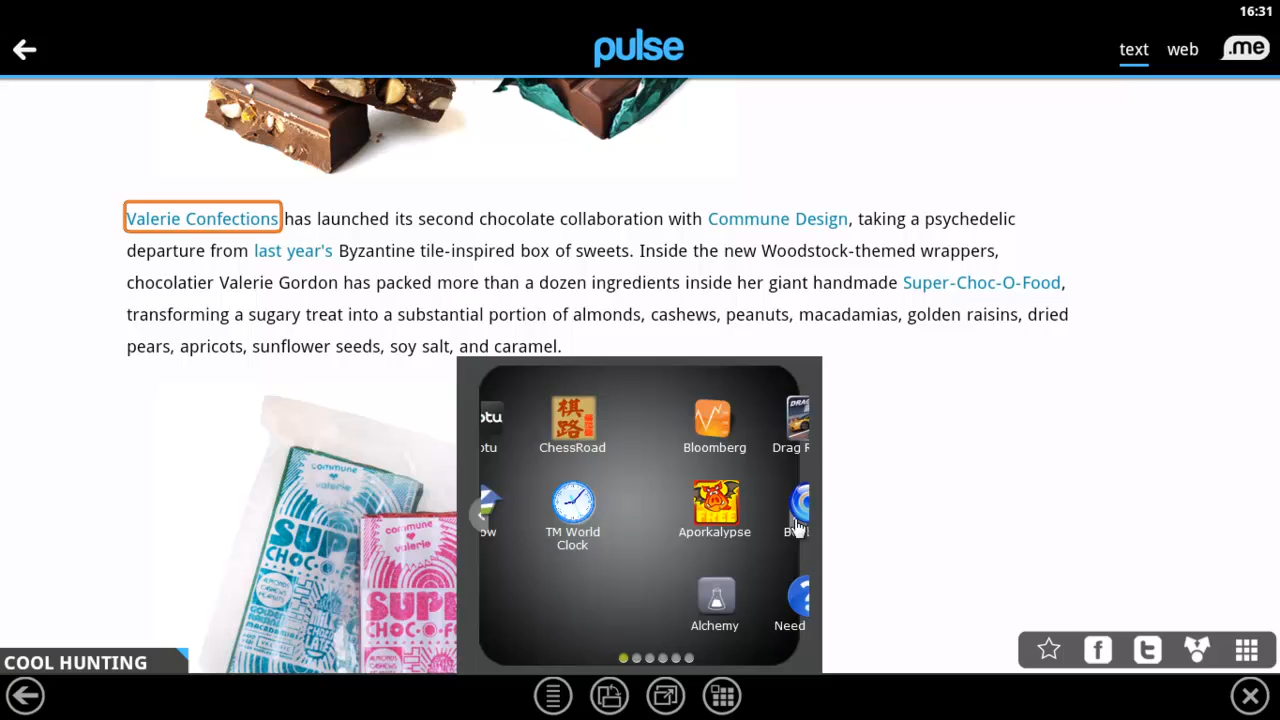 16:31
pulse
text web .me
Valerie Confections has launched its second chocolate collaboration with Commune Design, taking a psychedelic
departure from last year's Byzantine tile-inspired box of sweets. Inside the new Woodstock-themed wrappers,
chocolatier Valerie Gordon has packed more than a dozen ingredients inside her giant handmade Super-Choc-O-Food,
transforming a sugary treat into a substantial portion of almonds, cashews, peanuts, macadamias, golden raisins, dried
pears, apricots, sunflower seeds, soy salt, and caramel.
棋
路
ChessRoad
Bloomberg
DRAG
Drag R
TM World
Clock
FREE
Aporkalypse
Alchemy
Need
commune
valerie
SUP
CHOC-O-F
commune
valerie
SUP
CHOC-O-F
COOL HUNTING